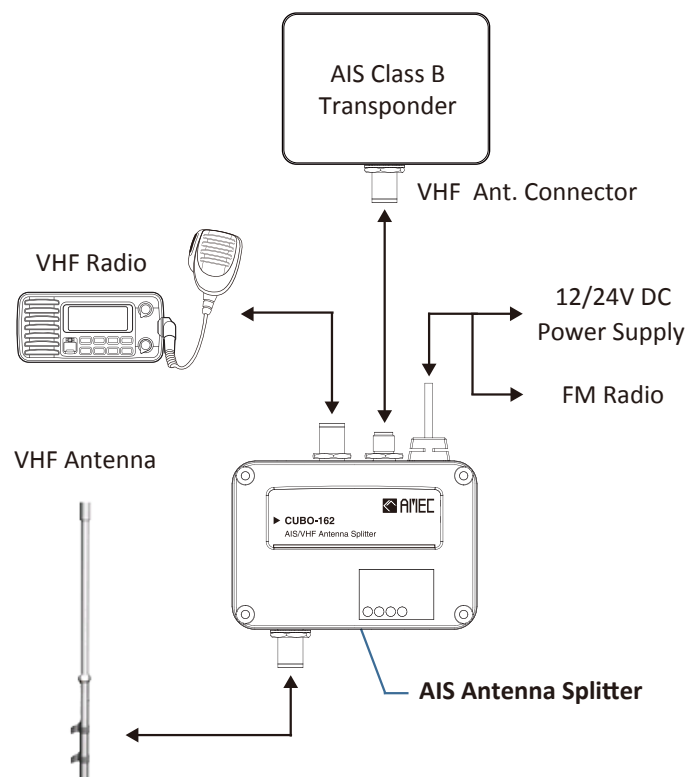 AIS Class B
Transponder
VHF Ant. Connector
VHF Radio
12/24V DC
Power Supply
FM Radio
VHF Antenna
AMEC
▶ CUBO-162
AIS/VHF Antenna Splitter
AIS Antenna Splitter